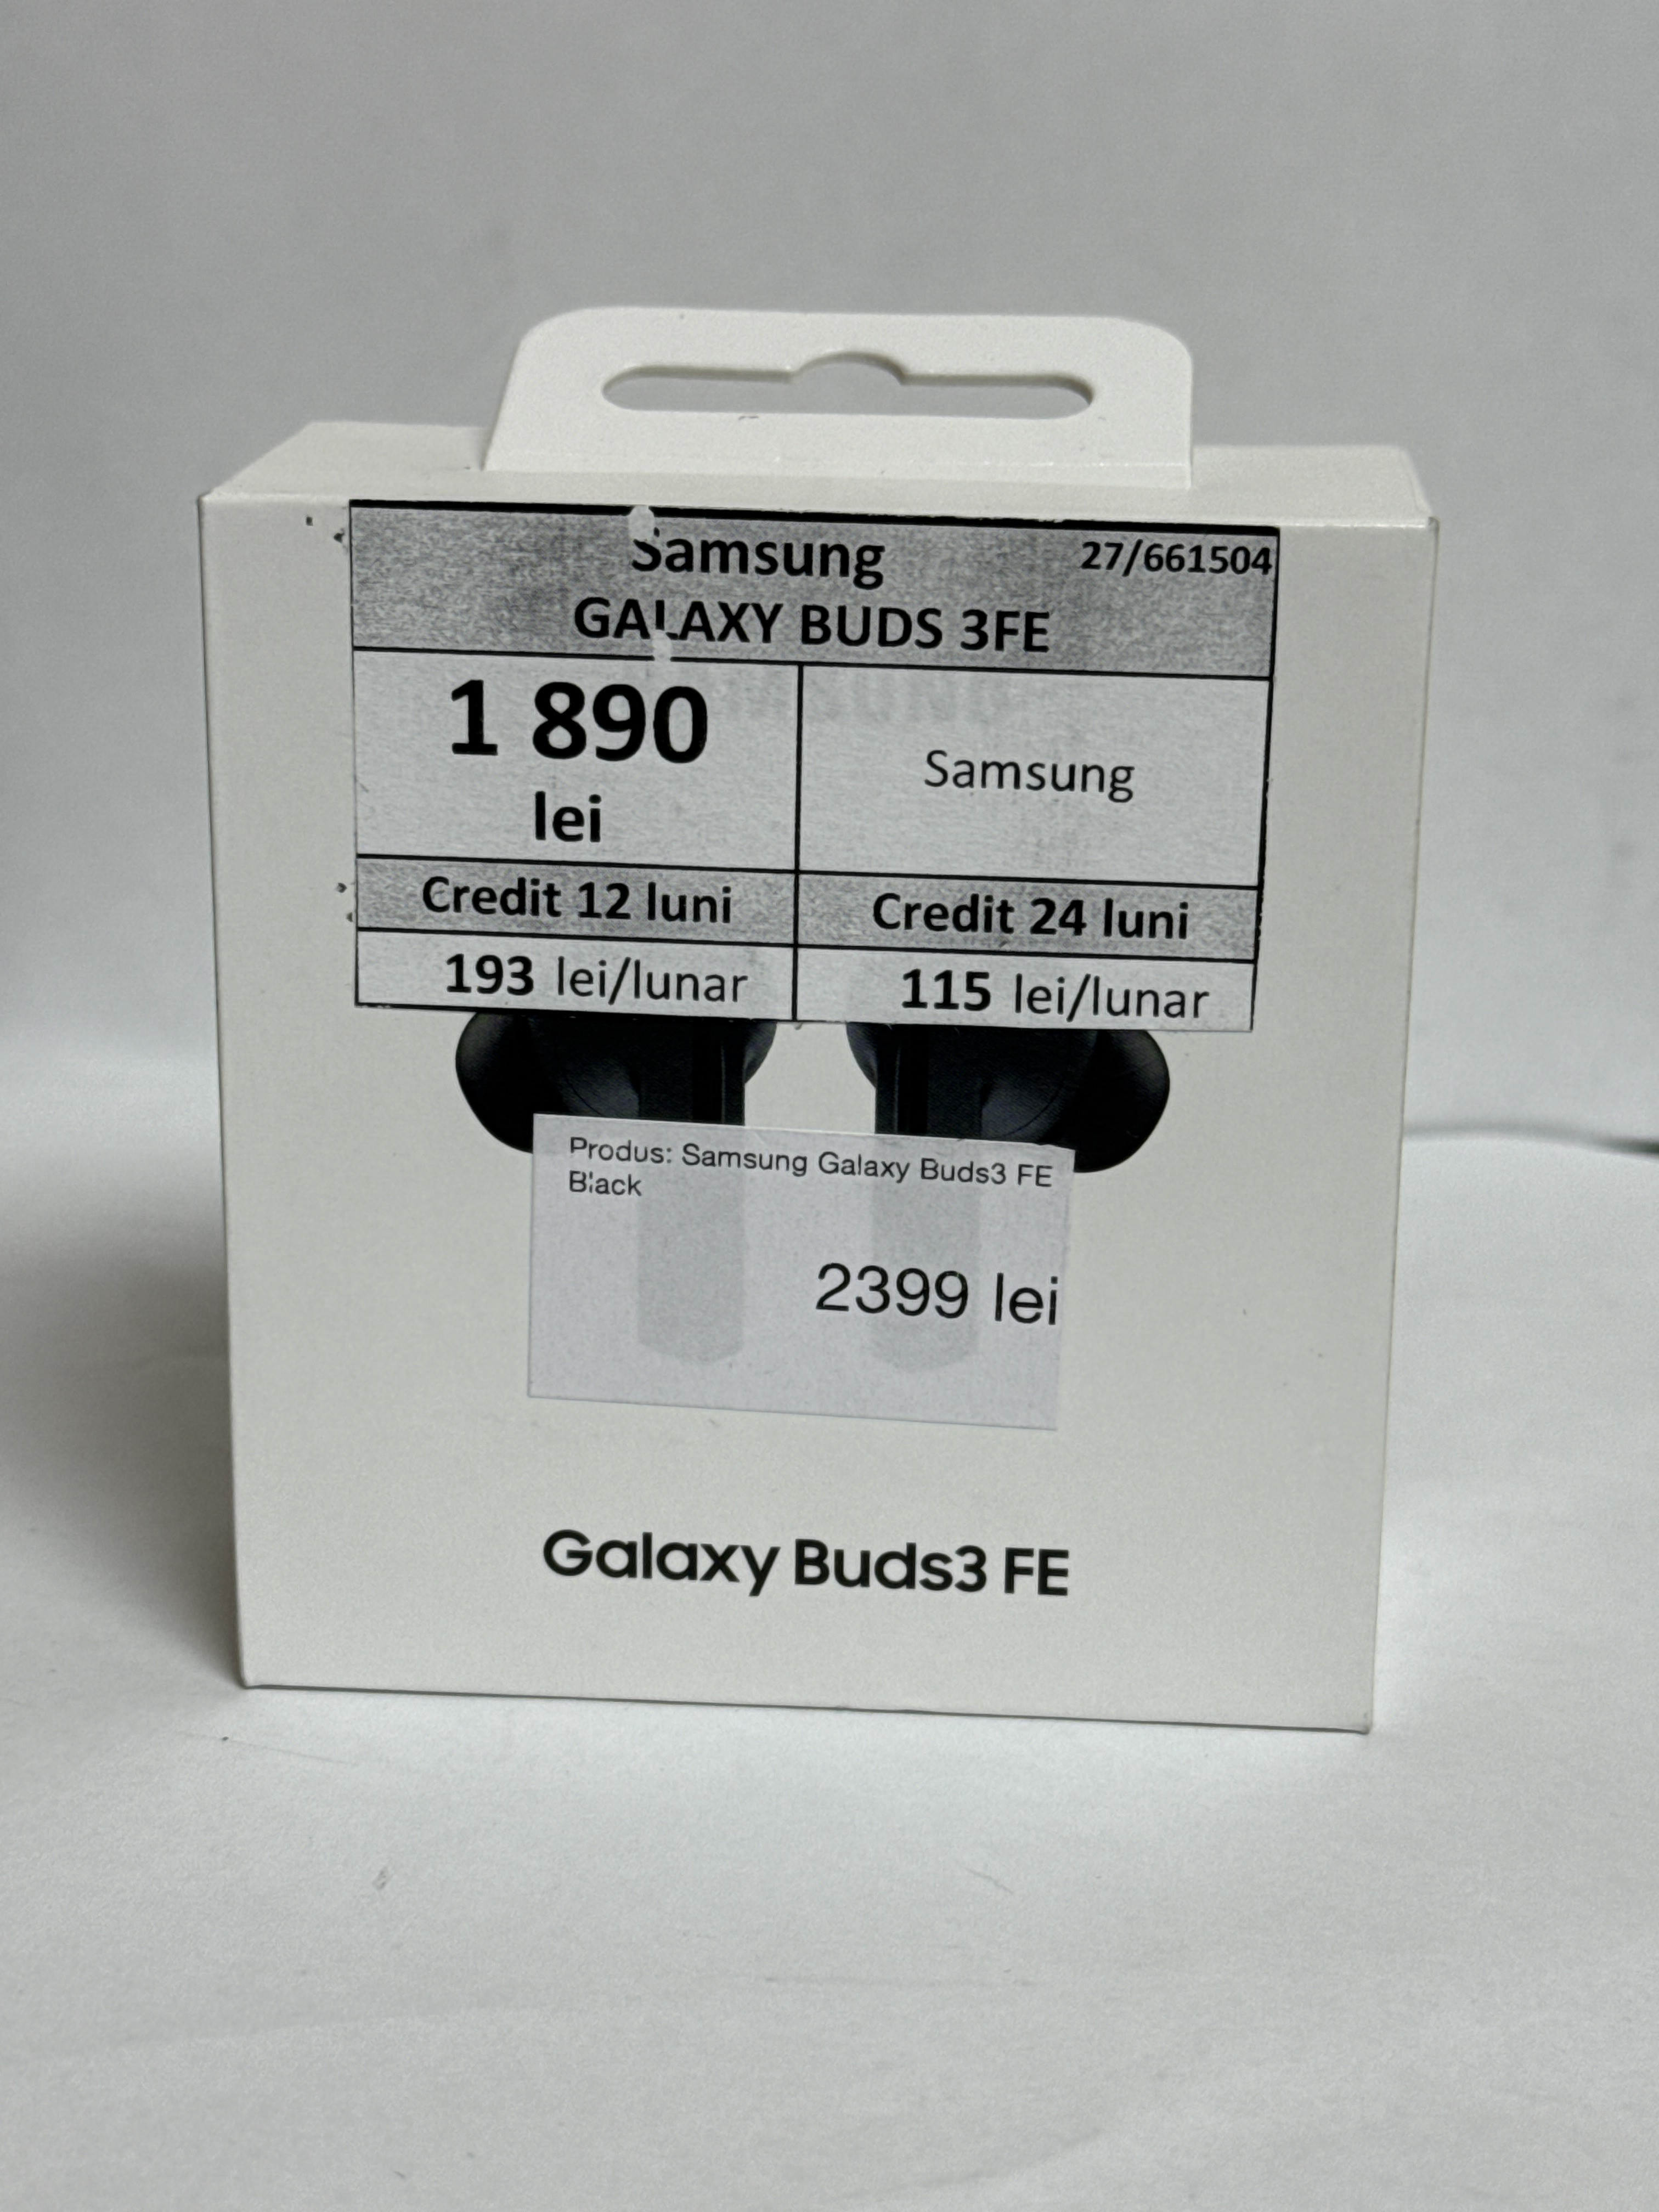 Samsung
27/661504
GALAXY BUDS 3FE
1 890
lei
Samsung
Credit 12 luni
Credit 24 luni
193 lei/lunar
115 lei/lunar
Produs: Samsung Galaxy Buds3 FE
Black
2399 lei
Galaxy Buds3 FE